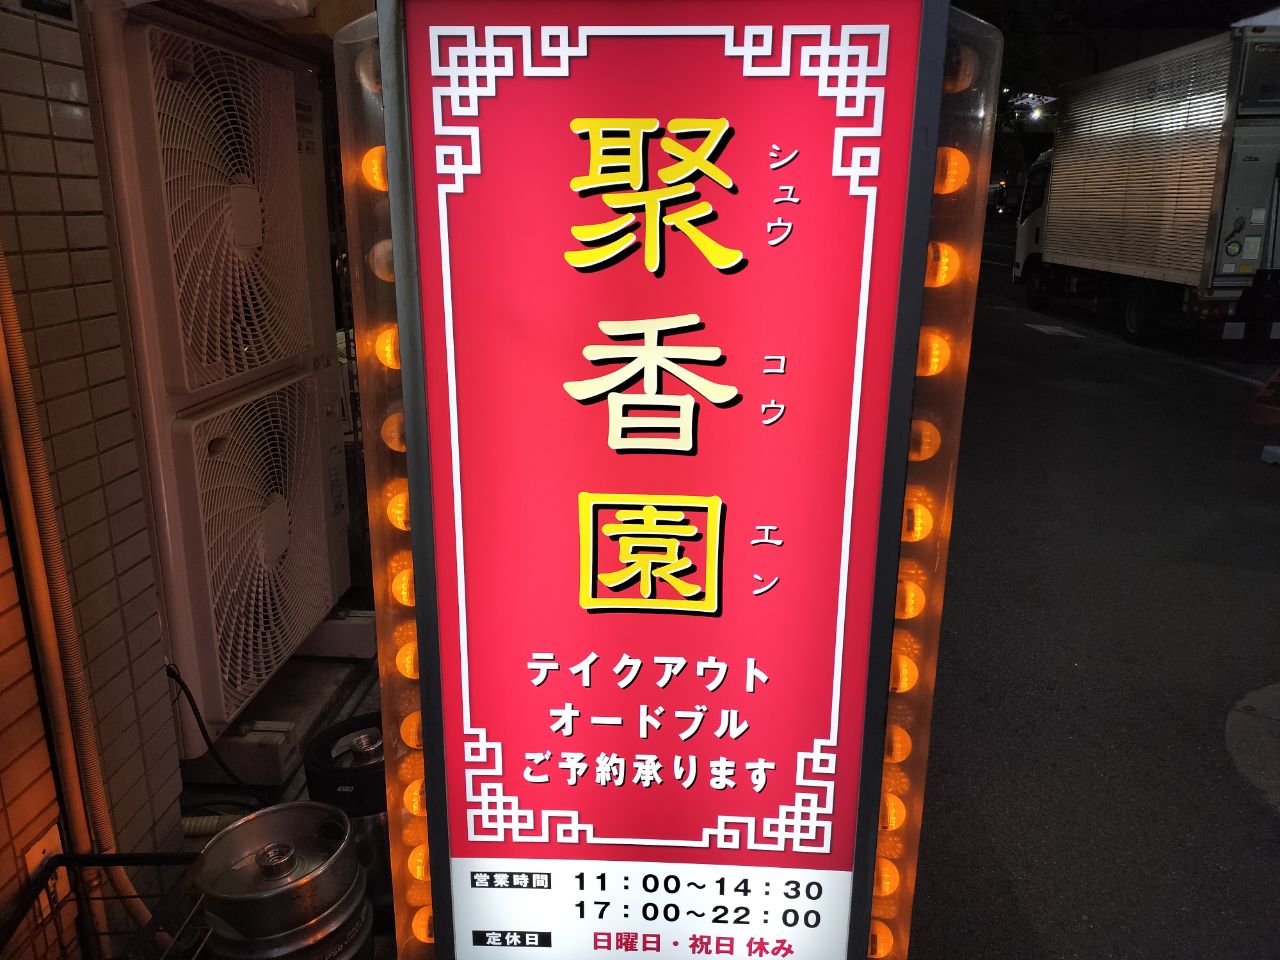 聚香園
シュウ コウ エン
テイクアウト
オードブル
ご予約承ります
営業時間 11：00～14：30
17：00～22：00
定休日 日曜日・祝日 休み